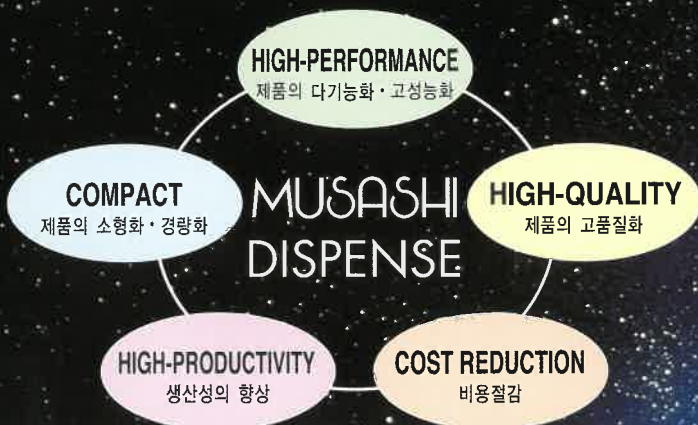 HIGH-PERFORMANCE
제품의 다기능화・고성능화
COMPACT
제품의 소형화・경량화
MUSASHI
DISPENSE
HIGH-QUALITY
제품의 고품질화
HIGH-PRODUCTIVITY
생산성의 향상
COST REDUCTION
비용절감